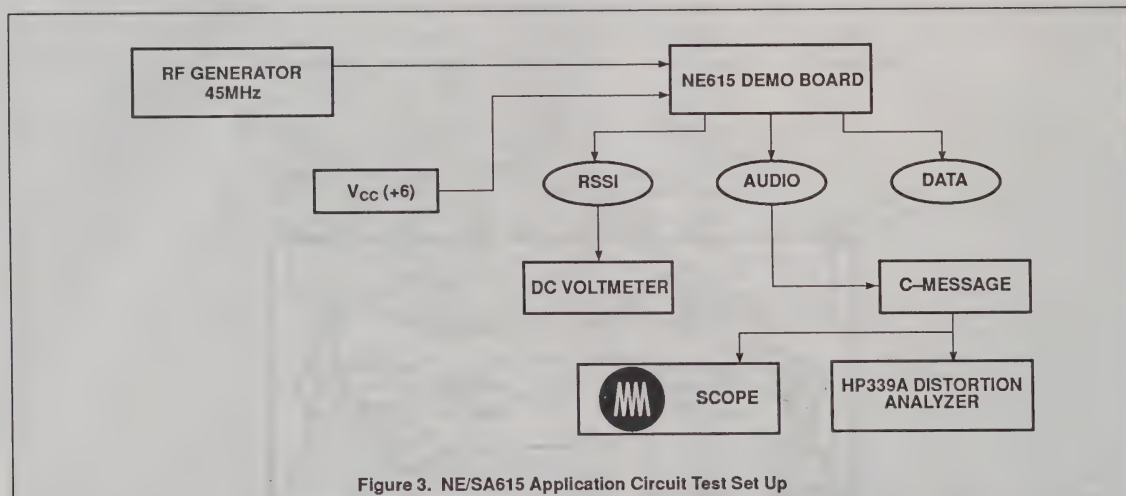 RF GENERATOR
45MHz
NE615 DEMO BOARD
VCC (+6)
RSSI
AUDIO
DATA
DC VOLTMETER
C–MESSAGE
SCOPE
HP339A DISTORTION
ANALYZER
Figure 3. NE/SA615 Application Circuit Test Set Up